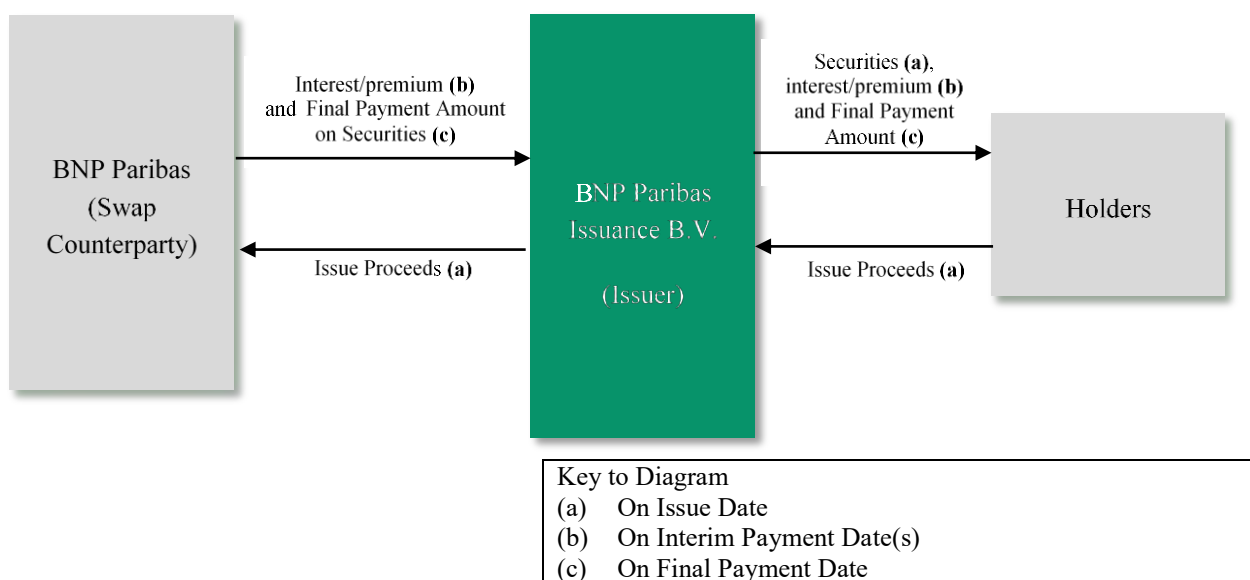 BNP Paribas
(Swap
Counterparty)
Interest/premium (b)
and Final Payment Amount
on Securities (c)
Issue Proceeds (a)
BNP Paribas
Issuance B.V.
(Issuer)
Securities (a),
interest/premium (b)
and Final Payment
Amount (c)
Issue Proceeds (a)
Holders
Key to Diagram
(a) On Issue Date
(b) On Interim Payment Date(s)
(c) On Final Payment Date